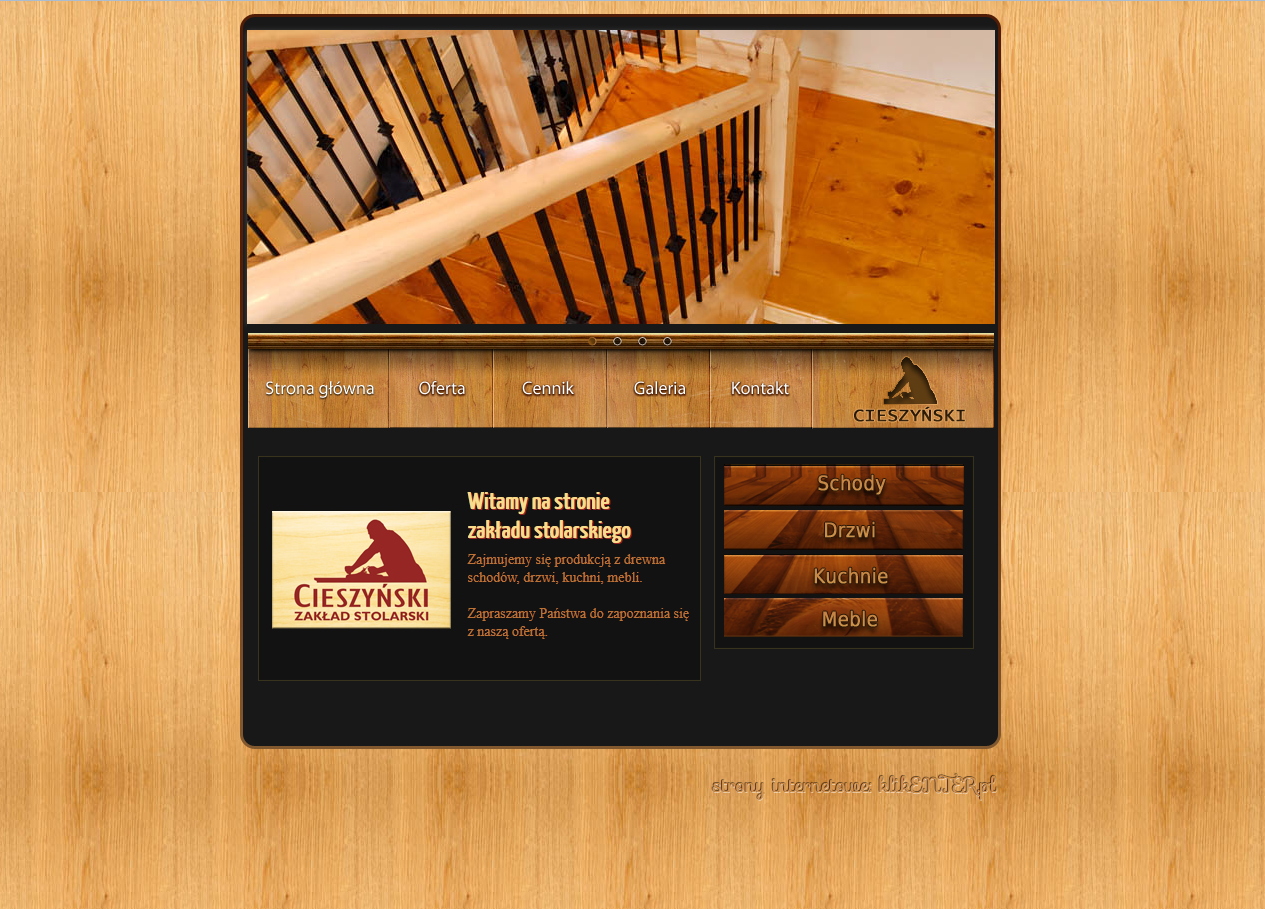 Strona główna
Oferta
Cennik
Galeria
Kontakt
CIESZYŃSKI
Witamy na stronie
zakładu stolarskiego
Zajmujemy się produkcją z drewna
schodów, drzwi, kuchni, mebli.
Zapraszamy Państwa do zapoznania się
z naszą ofertą.
CIESZYŃSKI
ZAKŁAD STOLARSKI
Schody
Drzwi
Kuchnie
Meble
strony internetowe: klikENTER.pl